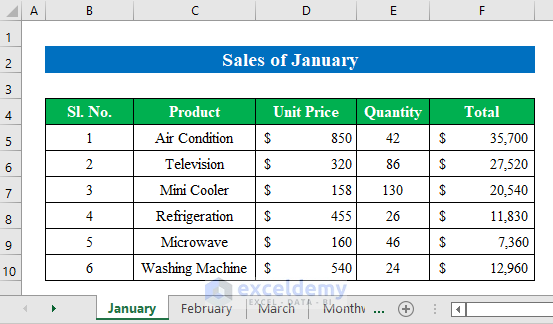 A B C D E F
1
2 Sales of January
3
4 Sl. No. Product Unit Price Quantity Total
5 1 Air Condition $ 850 42 $ 35,700
6 2 Television $ 320 86 $ 27,520
7 3 Mini Cooler $ 158 130 $ 20,540
8 4 Refrigeration $ 455 26 $ 11,830
9 5 Microwave $ 160 46 $ 7,360
10 6 Washing Machine $ 540 24 $ 12,960
exceldemy
EXCEL - DATA - BI
January February March Monthly ...